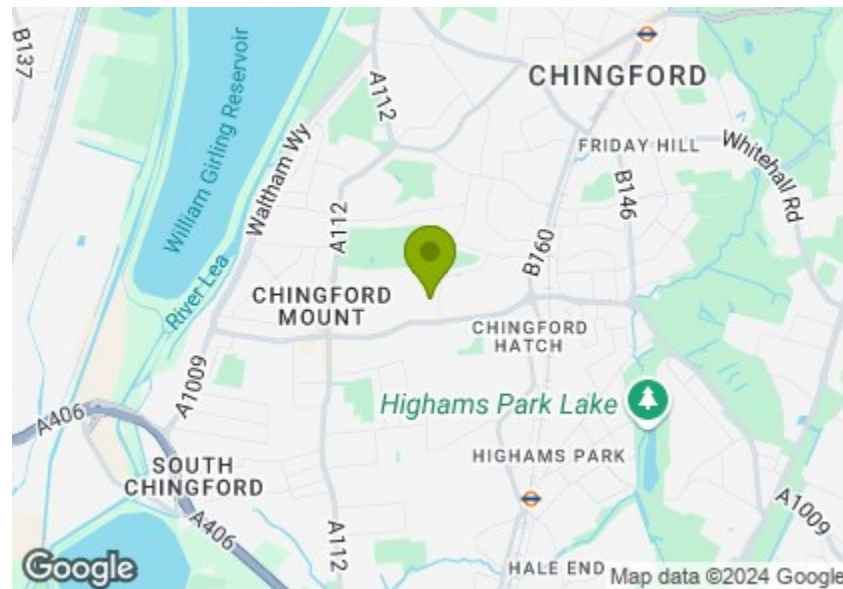 B137
William Girling Reservoir
River Lea
Waltham Wy
A112
CHINGFORD
FRIDAY HILL
Whitehall Rd
B146
A112
B160
CHINGFORD
MOUNT
CHINGFORD
HATCH
A1009
Highams Park Lake
A406
SOUTH
CHINGFORD
HIGHAMS PARK
A406
A112
A1009
HALE END
Google
Map data ©2024 Google